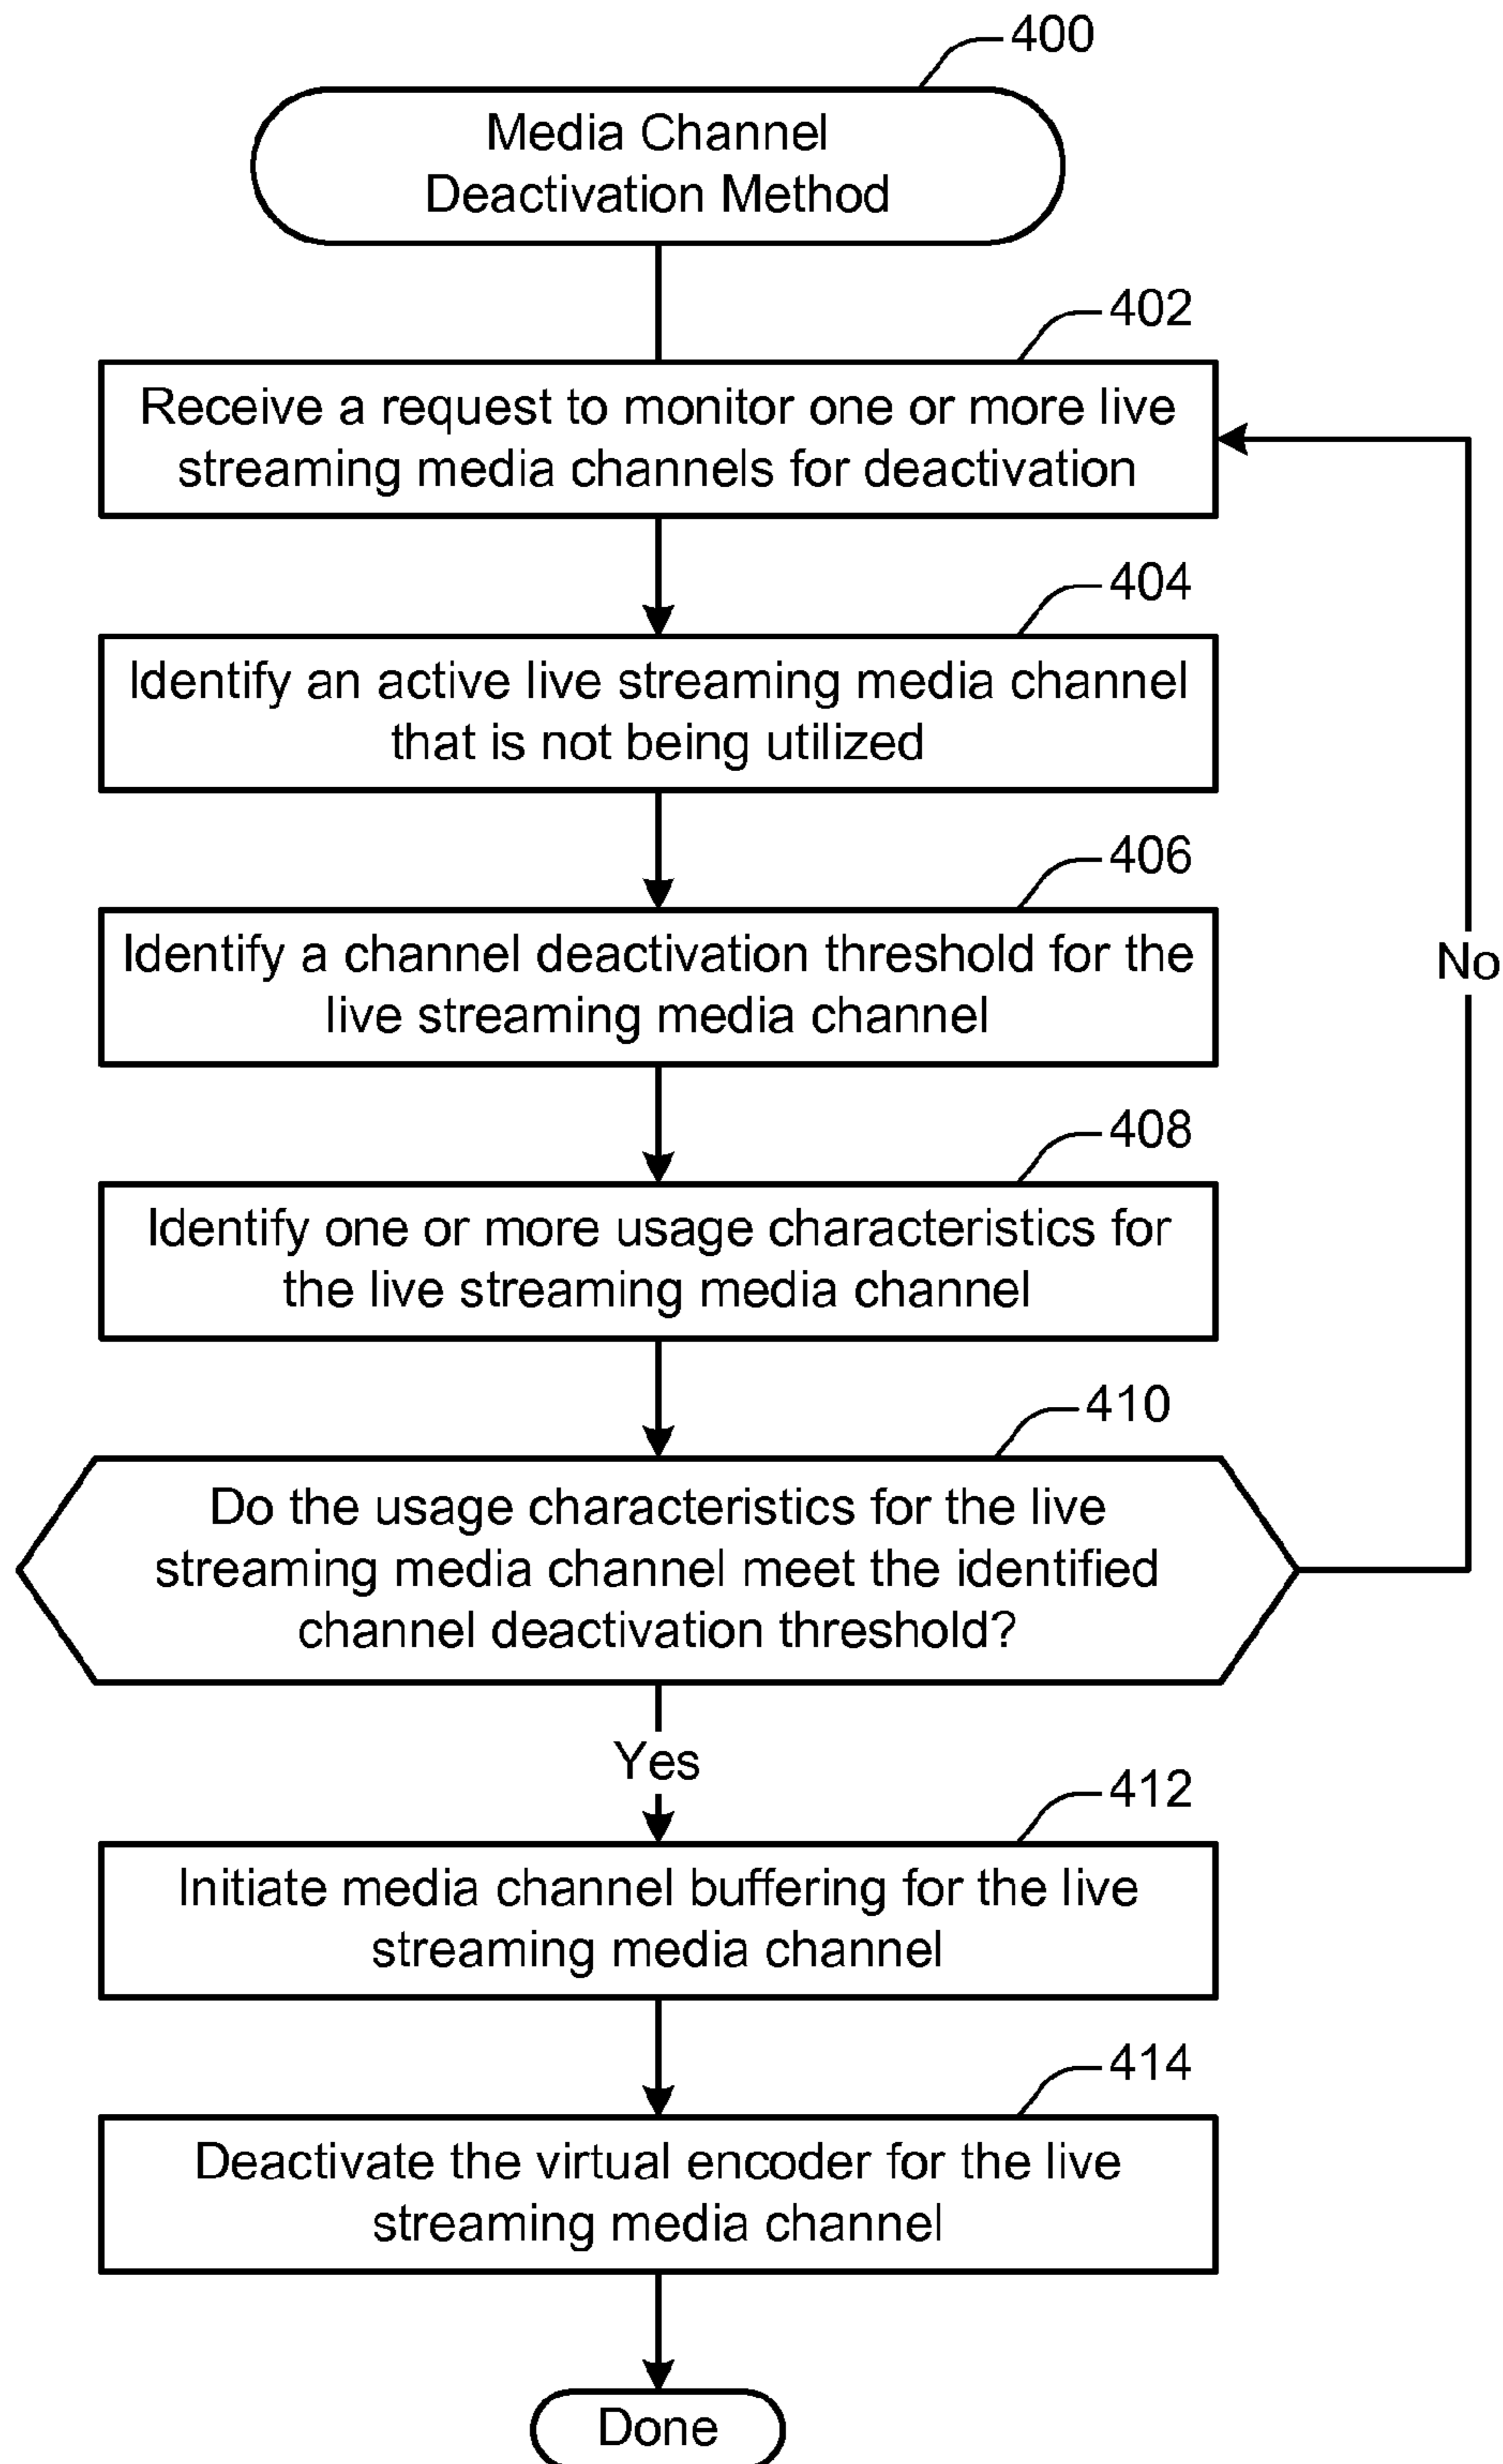 400
Media Channel
Deactivation Method
402
Receive a request to monitor one or more live
streaming media channels for deactivation
404
Identify an active live streaming media channel
that is not being utilized
406
Identify a channel deactivation threshold for the
live streaming media channel
No
408
Identify one or more usage characteristics for
the live streaming media channel
410
Do the usage characteristics for the live
streaming media channel meet the identified
channel deactivation threshold?
Yes
412
Initiate media channel buffering for the live
streaming media channel
414
Deactivate the virtual encoder for the live
streaming media channel
Done